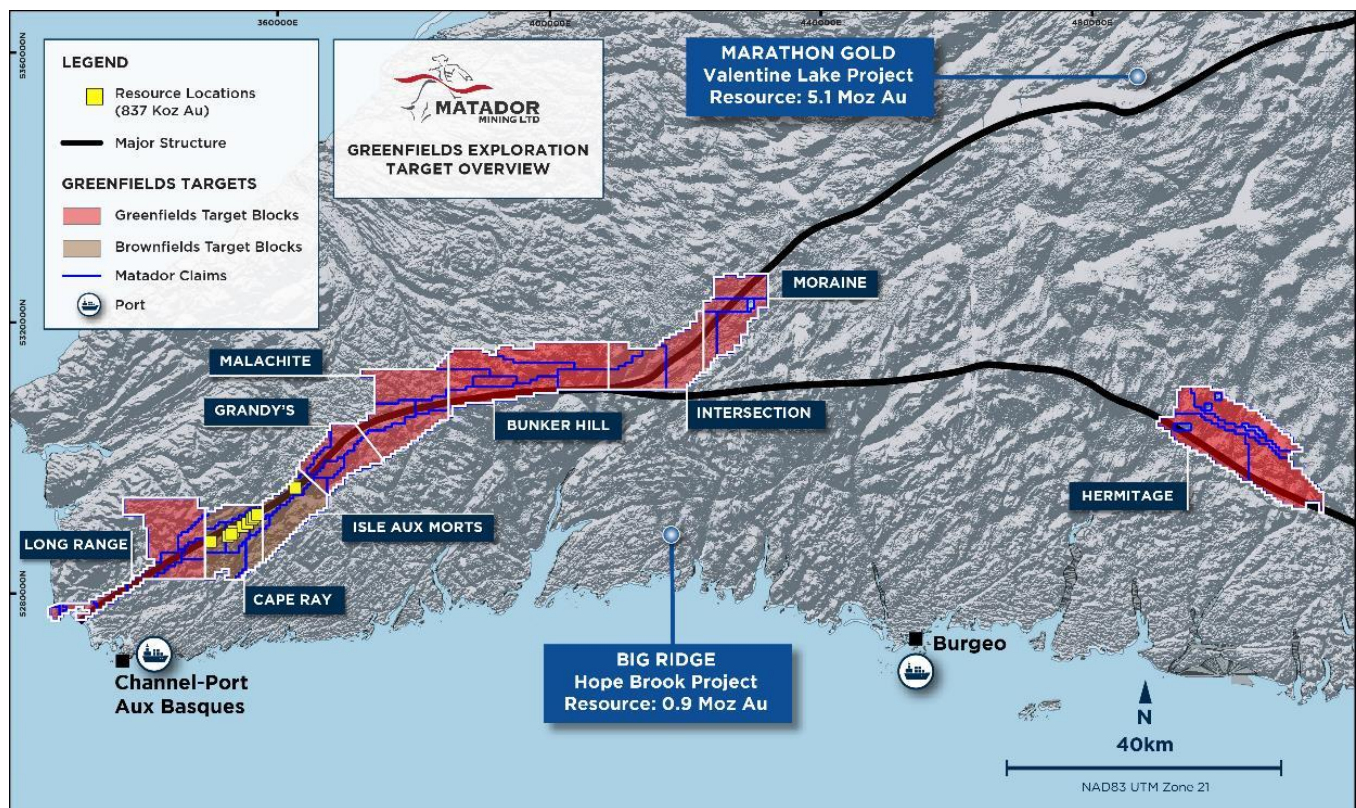 360000E
400000E
440000E
480000E
5360000N
5320000N
5280000N
LEGEND
Resource Locations
(837 Koz Au)
Major Structure
GREENFIELDS TARGETS
Greenfields Target Blocks
Brownfields Target Blocks
Matador Claims
Port
MATADOR
MINING LTD
GREENFIELDS EXPLORATION
TARGET OVERVIEW
MARATHON GOLD
Valentine Lake Project
Resource: 5.1 Moz Au
MORAINE
MALACHITE
GRANDY'S
BUNKER HILL
INTERSECTION
HERMITAGE
ISLE AUX MORTS
LONG RANGE
CAPE RAY
Channel-Port
Aux Basques
BIG RIDGE
Hope Brook Project
Resource: 0.9 Moz Au
Burgeo
N
40km
NAD83 UTM Zone 21